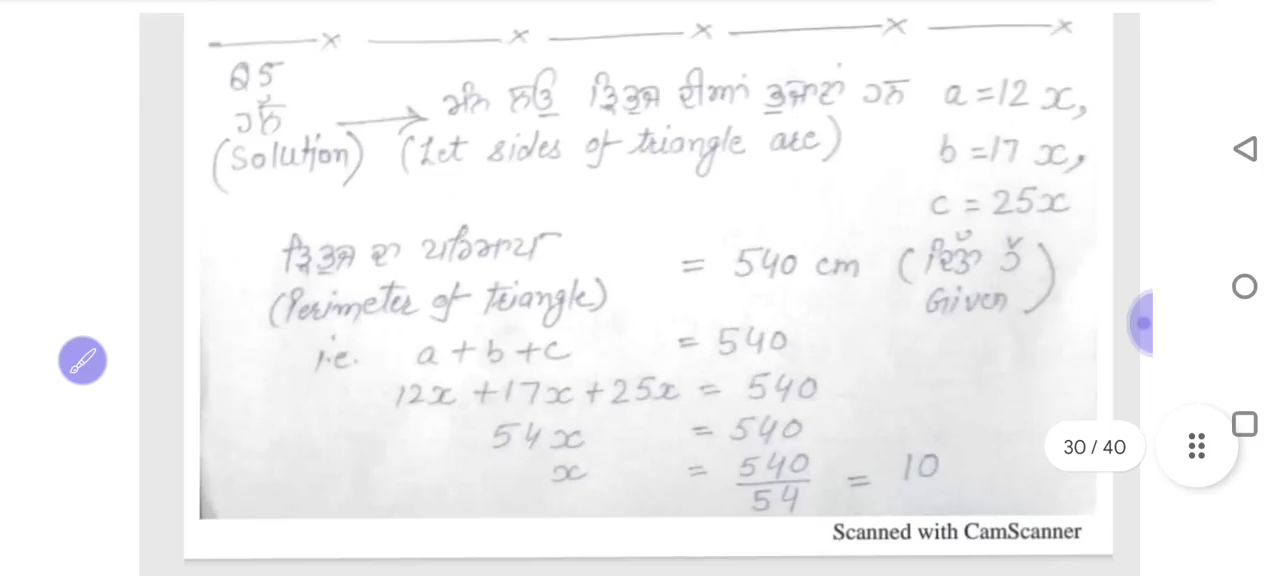 Q5
ਹੱਲ → ਮੰਨ ਲਉ ਤ੍ਰਿਭੁਜ ਦੀਆਂ ਭੁਜਾਵਾਂ ਹਨ a = 12x,
(Solution) (Let sides of triangle are) b = 17x,
c = 25x
ਤ੍ਰਿਭੁਜ ਦਾ ਪਰਿਮਾਪ = 540 cm (ਦਿੱਤਾ ਹੈ
(Perimeter of triangle) Given)
i.e. a + b + c = 540
12x + 17x + 25x = 540
54x = 540
x = 540/54 = 10
30 / 40
Scanned with CamScanner